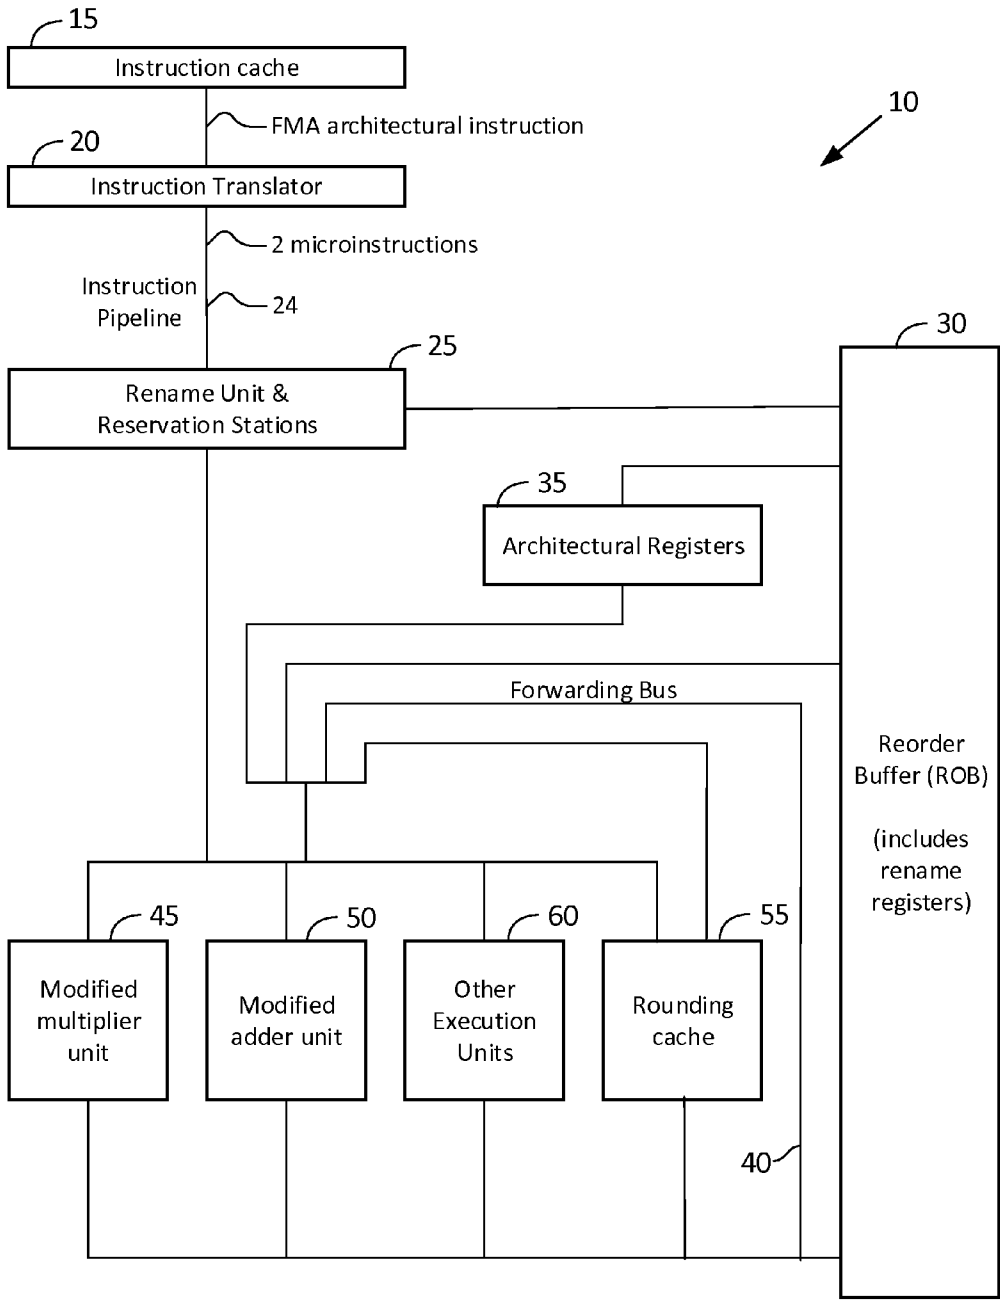 15
Instruction cache
FMA architectural instruction
10
20
Instruction Translator
2 microinstructions
Instruction
Pipeline
24
30
25
Rename Unit &
Reservation Stations
35
Architectural Registers
Forwarding Bus
Reorder
Buffer (ROB)
(includes
rename
registers)
45
50
60
55
Modified
multiplier
unit
Modified
adder unit
Other
Execution
Units
Rounding
cache
40